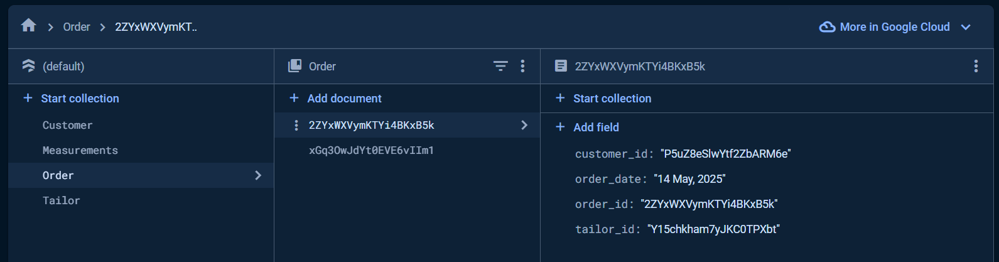 Order
2ZYxWXVymKT..
More in Google Cloud
(default)
Order
2ZYxWXVymKTYi4BKxB5k
+ Start collection
+ Add document
+ Start collection
Customer
2ZYxWXVymKTYi4BKxB5k
+ Add field
Measurements
xGq3OwJdYt0EVE6vIIm1
customer_id: "P5uZ8eSlwYtf2ZbARM6e"
Order
order_date: "14 May, 2025"
Tailor
order_id: "2ZYxWXVymKTYi4BKxB5k"
tailor_id: "Y15chkham7yJKC0TPXbt"